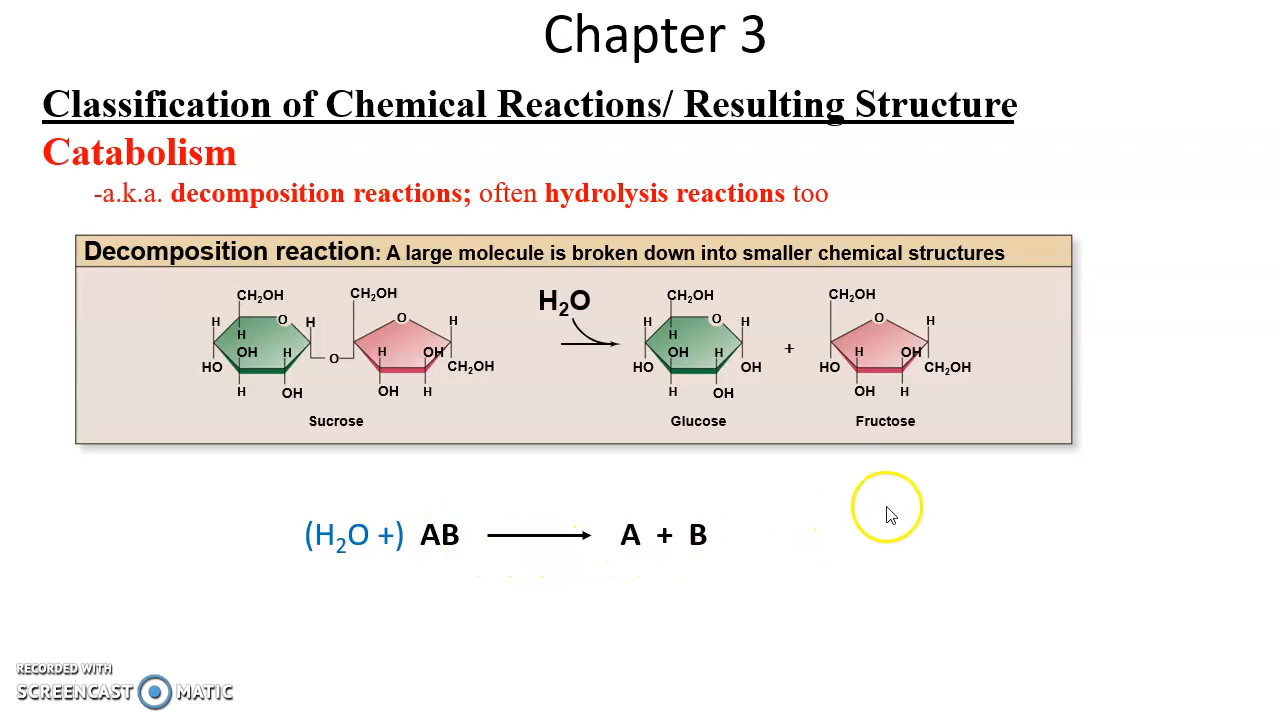 Chapter 3
Classification of Chemical Reactions/ Resulting Structure
Catabolism
-a.k.a. decomposition reactions; often hydrolysis reactions too
Decomposition reaction: A large molecule is broken down into smaller chemical structures
CH₂OH CH₂OH H₂O CH₂OH CH₂OH
H O H O H H O H O H
H H
OH H H OH OH H H OH
HO O CH₂OH HO OH + HO CH₂OH
H OH OH H H OH OH H
Sucrose Glucose Fructose
(H₂O +) AB → A + B
RECORDED WITH
SCREENCAST MATIC